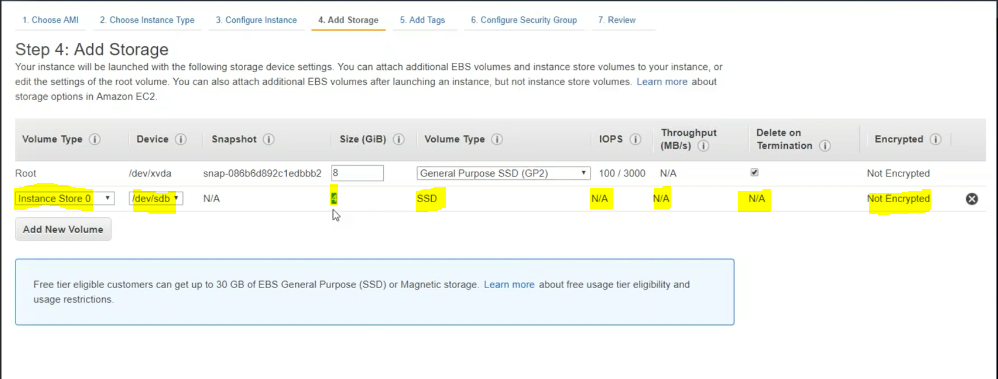 1. Choose AMI 2. Choose Instance Type 3. Configure Instance 4. Add Storage 5. Add Tags 6. Configure Security Group 7. Review
Step 4: Add Storage
Your instance will be launched with the following storage device settings. You can attach additional EBS volumes and instance store volumes to your instance, or
edit the settings of the root volume. You can also attach additional EBS volumes after launching an instance, but not instance store volumes. Learn more about
storage options in Amazon EC2.
Volume Type Device Snapshot Size (GiB) Volume Type IOPS Throughput (MB/s) Delete on Termination Encrypted
Root /dev/xvda snap-086b6d892c1edbbb2 8 General Purpose SSD (GP2) 100 / 3000 N/A Not Encrypted
Instance Store 0 /dev/sdb N/A SSD N/A N/A N/A Not Encrypted
Add New Volume
Free tier eligible customers can get up to 30 GB of EBS General Purpose (SSD) or Magnetic storage. Learn more about free usage tier eligibility and
usage restrictions.